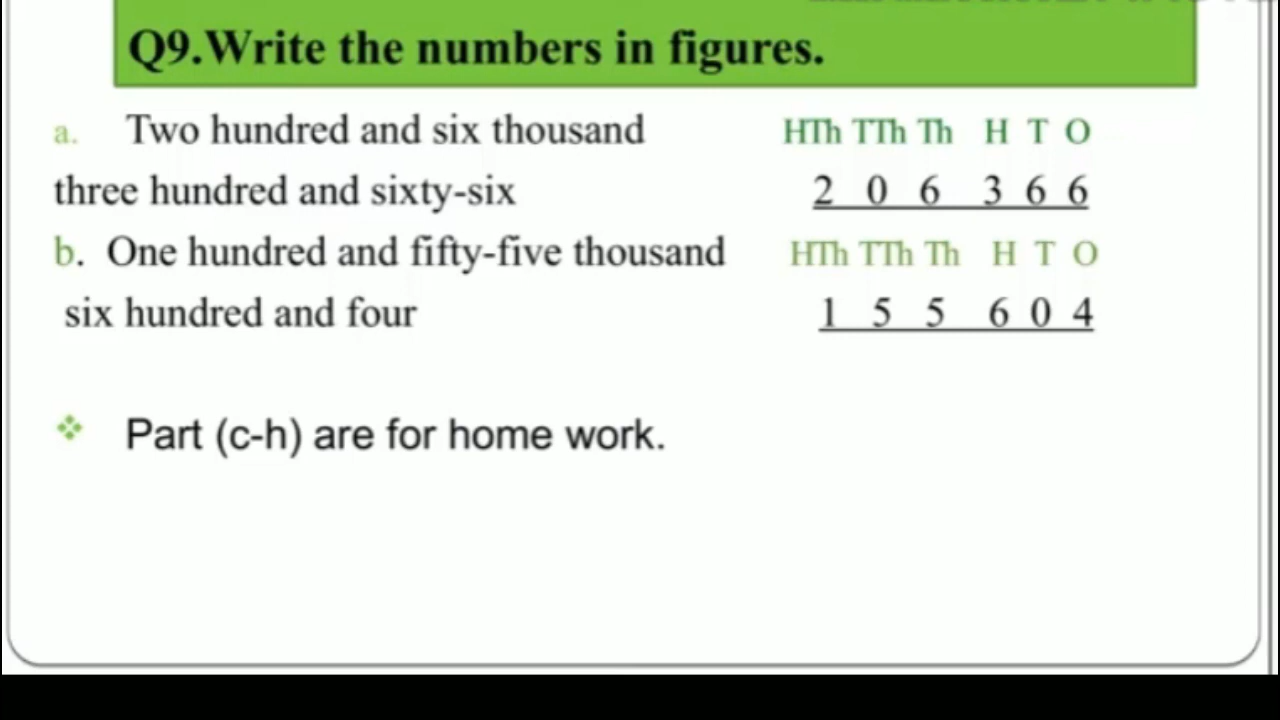 Q9.Write the numbers in figures.
a. Two hundred and six thousand HTh TTh Th H T O
three hundred and sixty-six 2 0 6 3 6 6
b. One hundred and fifty-five thousand HTh TTh Th H T O
six hundred and four 1 5 5 6 0 4
Part (c-h) are for home work.